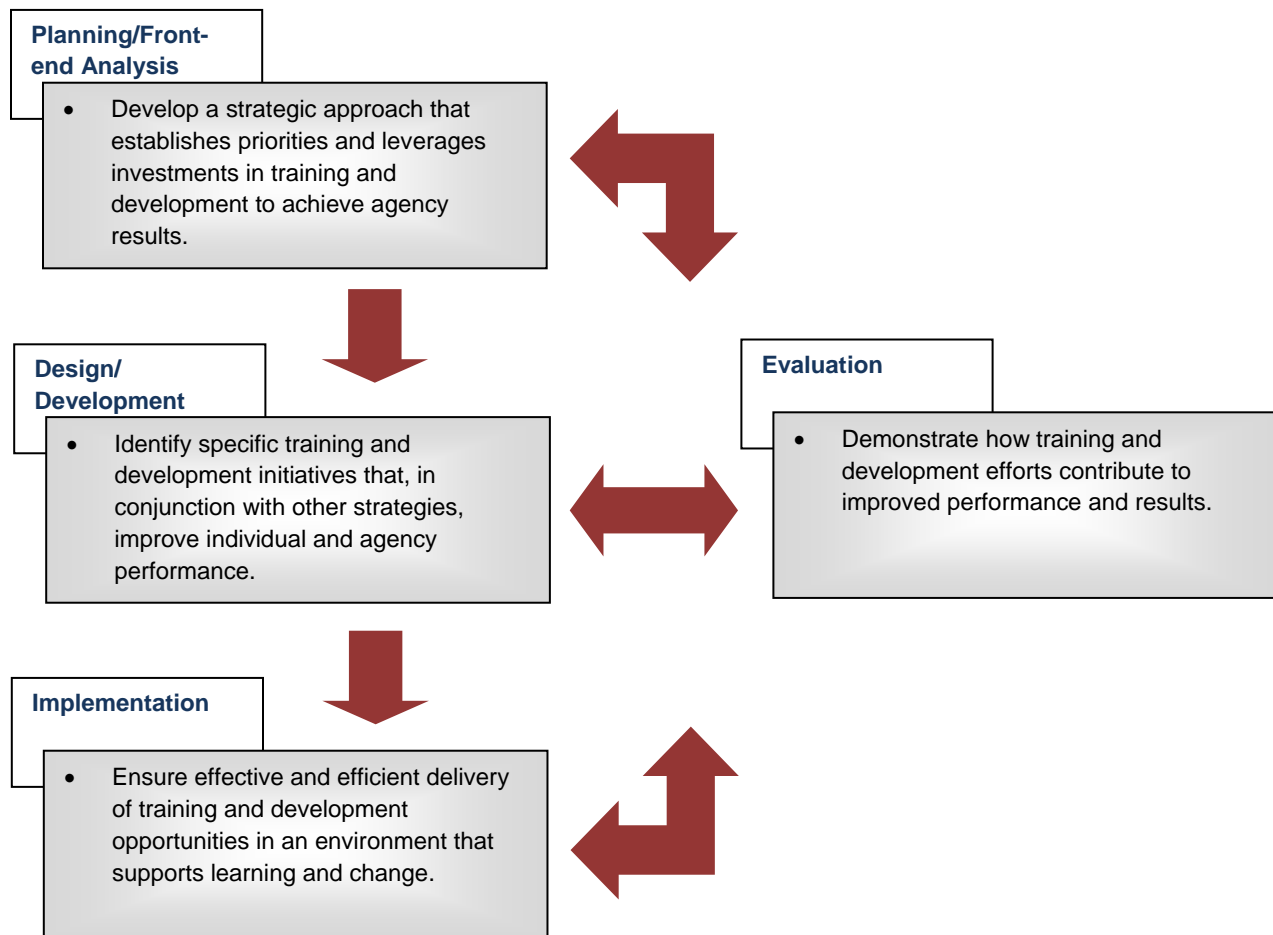 Planning/Front-
end Analysis
• Develop a strategic approach that
establishes priorities and leverages
investments in training and
development to achieve agency
results.
Design/
Development
• Identify specific training and
development initiatives that, in
conjunction with other strategies,
improve individual and agency
performance.
Evaluation
• Demonstrate how training and
development efforts contribute to
improved performance and results.
Implementation
• Ensure effective and efficient delivery
of training and development
opportunities in an environment that
supports learning and change.